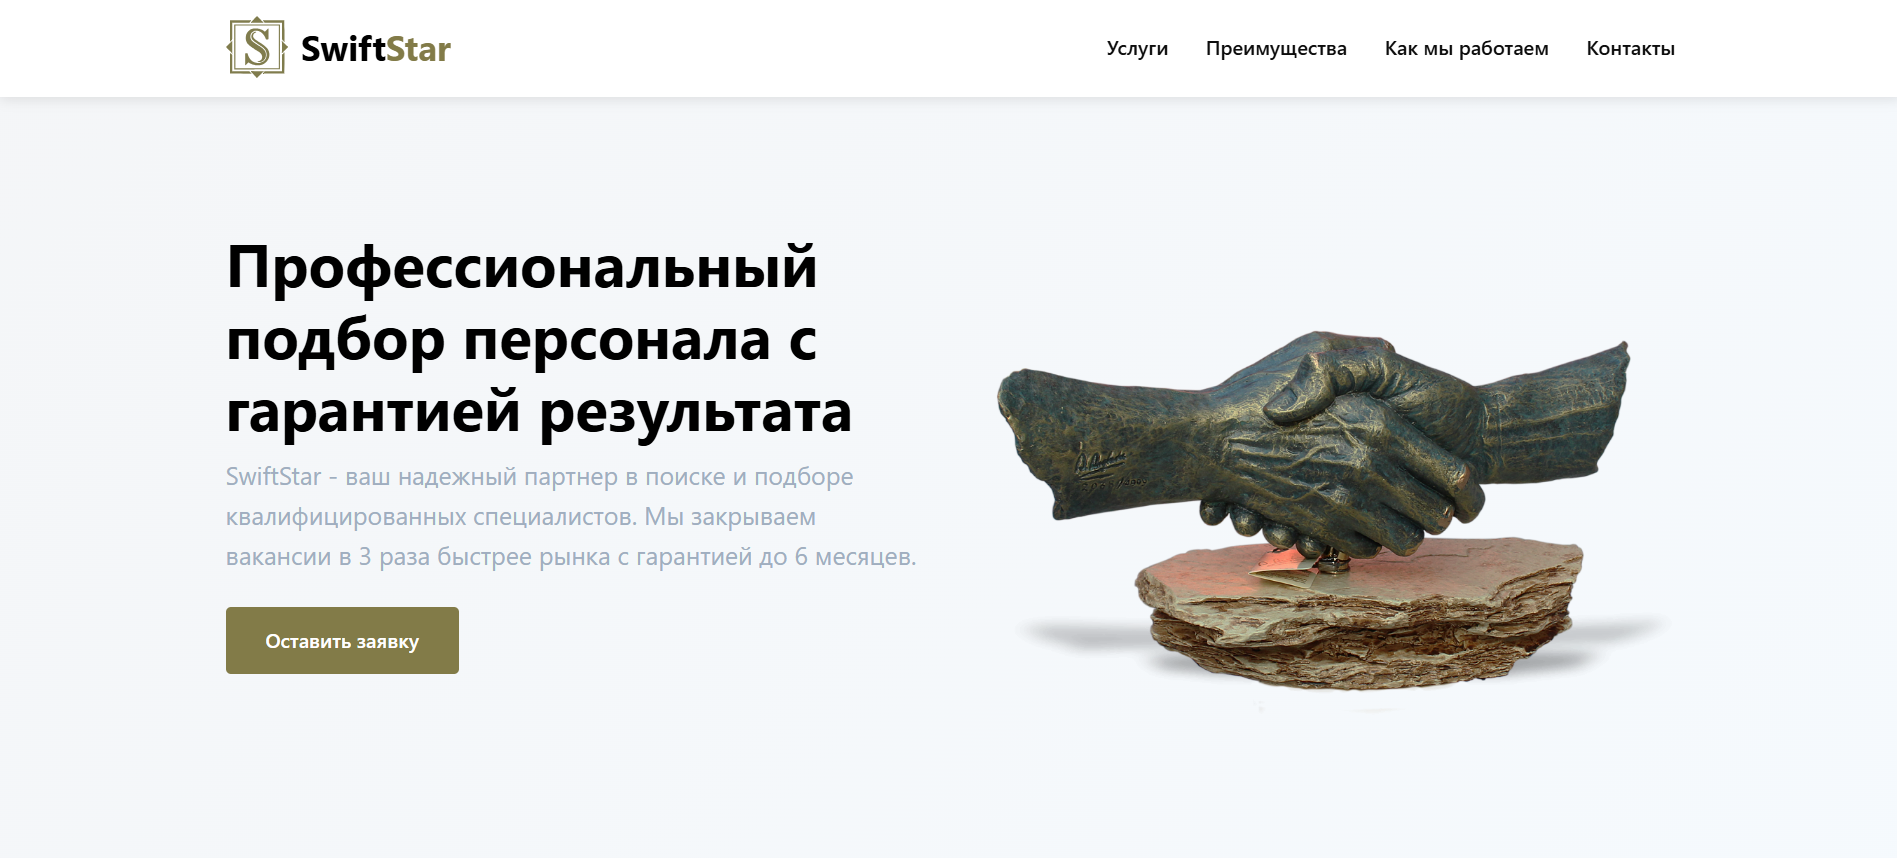 S
SwiftStar
Услуги Преимущества Как мы работаем Контакты
Профессиональный
подбор персонала с
гарантией результата
SwiftStar - ваш надежный партнер в поиске и подборе
квалифицированных специалистов. Мы закрываем
вакансии в 3 раза быстрее рынка с гарантией до 6 месяцев.
Оставить заявку